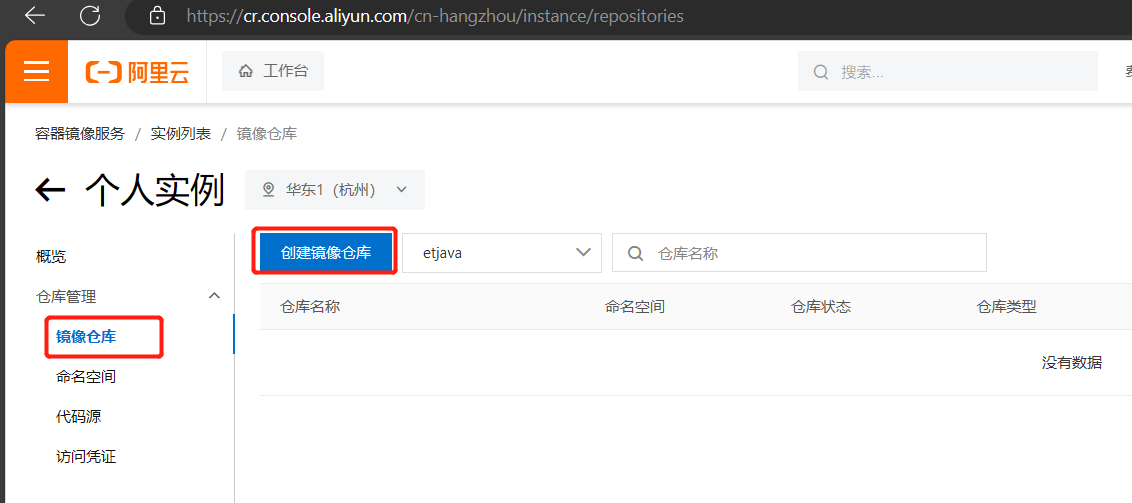 https://cr.console.aliyun.com/cn-hangzhou/instance/repositories
阿里云 工作台 搜索...
容器镜像服务 / 实例列表 / 镜像仓库
个人实例 华东1（杭州）
概览
仓库管理
镜像仓库
命名空间
代码源
访问凭证
创建镜像仓库 etjava 仓库名称
仓库名称 命名空间 仓库状态 仓库类型
没有数据